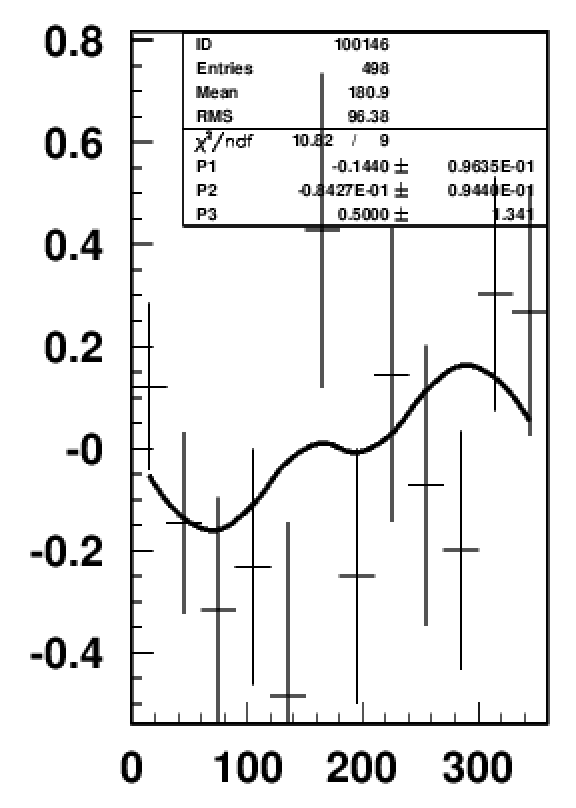 0.8
0.6
0.4
0.2
-0
-0.2
-0.4
ID 100146
Entries 498
Mean 180.9
RMS 96.38
χ²/ndf 10.82 / 9
P1 -0.1440 ± 0.9635E-01
P2 -0.8427E-01 ± 0.9440E-01
P3 0.5000 ± 1.341
0 100 200 300